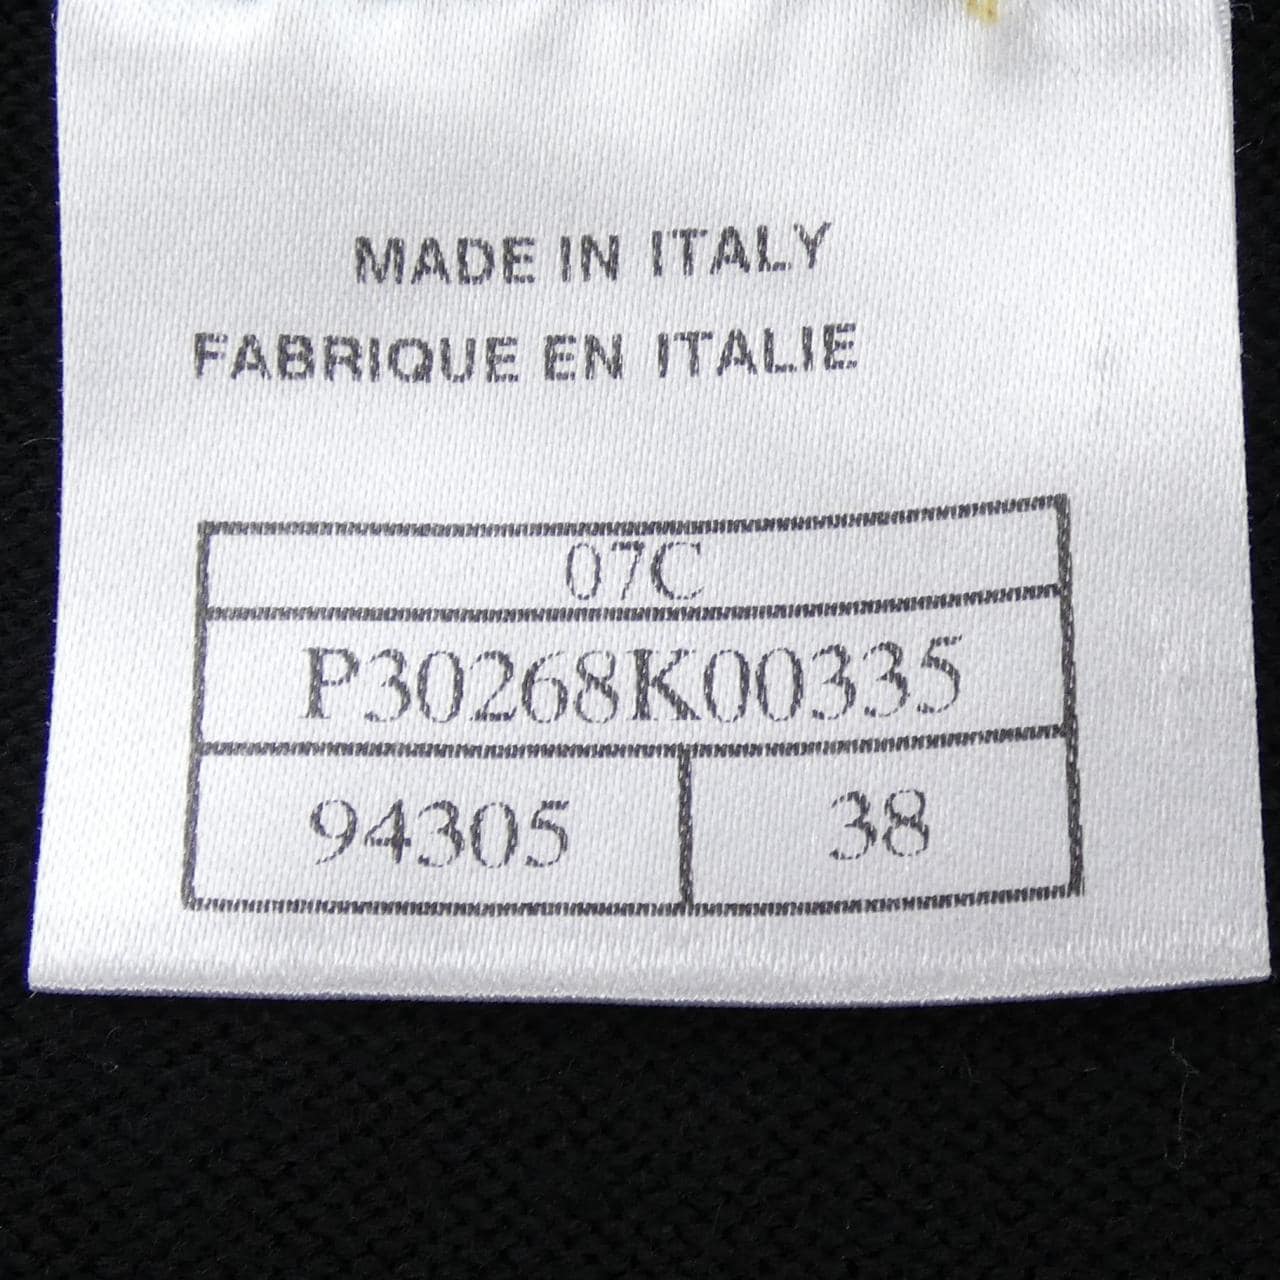 MADE IN ITALY
FABRIQUE EN ITALIE
07C
P30268K00335
94305 38